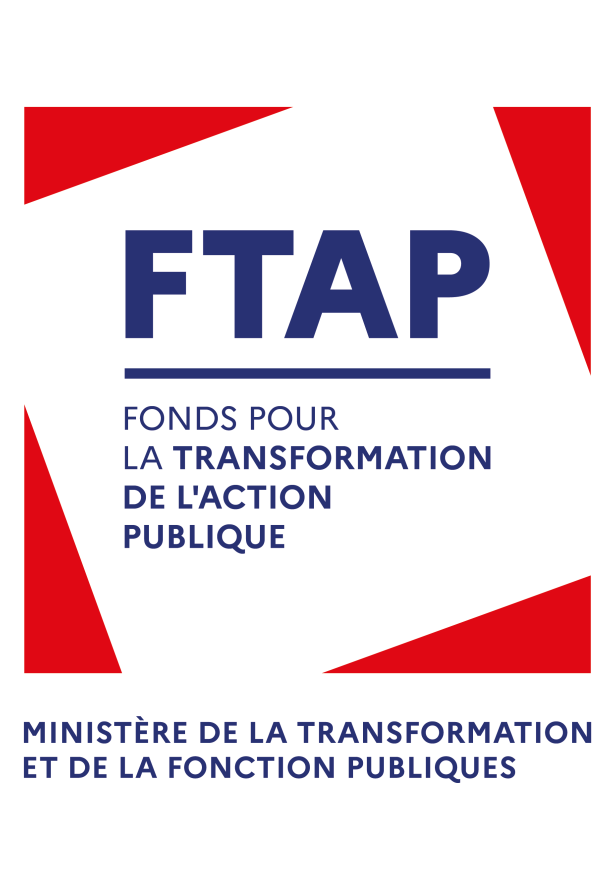 FTAP
FONDS POUR
LA TRANSFORMATION
DE L'ACTION
PUBLIQUE
MINISTÈRE DE LA TRANSFORMATION
ET DE LA FONCTION PUBLIQUES